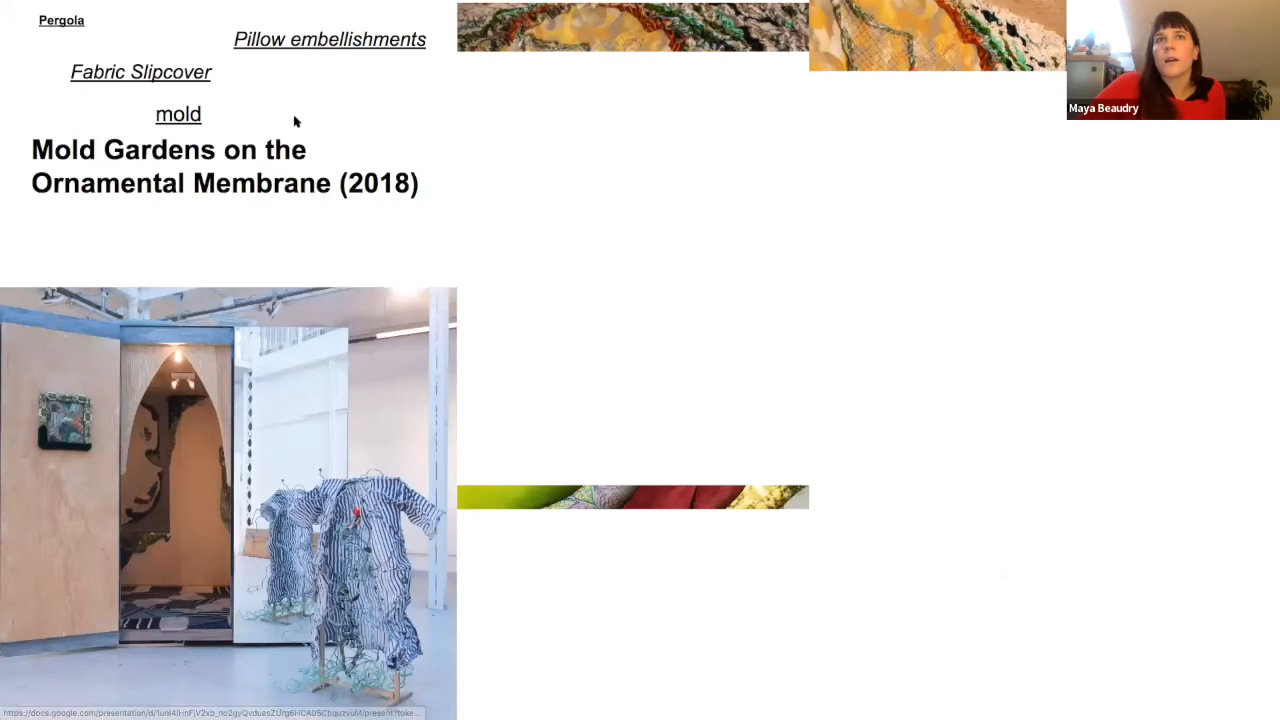 Pergola
Pillow embellishments
Fabric Slipcover
mold
Mold Gardens on the
Ornamental Membrane (2018)
Maya Beaudry